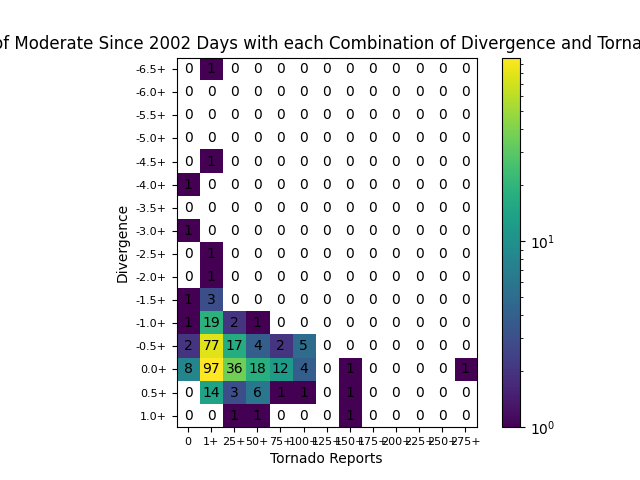 of Moderate Since 2002 Days with each Combination of Divergence and Torna
-6.5+ 0 1 0 0 0 0 0 0 0 0 0 0 0
-6.0+ 0 0 0 0 0 0 0 0 0 0 0 0 0
-5.5+ 0 0 0 0 0 0 0 0 0 0 0 0 0
-5.0+ 0 0 0 0 0 0 0 0 0 0 0 0 0
-4.5+ 0 1 0 0 0 0 0 0 0 0 0 0 0
-4.0+ 1 0 0 0 0 0 0 0 0 0 0 0 0
-3.5+ 0 0 0 0 0 0 0 0 0 0 0 0 0
-3.0+ 1 0 0 0 0 0 0 0 0 0 0 0 0
-2.5+ 0 1 0 0 0 0 0 0 0 0 0 0 0
-2.0+ 0 1 0 0 0 0 0 0 0 0 0 0 0
-1.5+ 1 3 0 0 0 0 0 0 0 0 0 0 0
-1.0+ 1 19 2 1 0 0 0 0 0 0 0 0 0
-0.5+ 2 77 17 4 2 5 0 0 0 0 0 0 0
0.0+ 8 97 36 18 12 4 0 1 0 0 0 0 1
0.5+ 0 14 3 6 1 1 0 1 0 0 0 0 0
1.0+ 0 0 1 1 0 0 0 1 0 0 0 0 0
0 1+ 25+ 50+ 75+ 100+ 125+ 150+ 175+ 200+ 225+ 250+ 275+
Tornado Reports
Divergence
10¹
10⁰